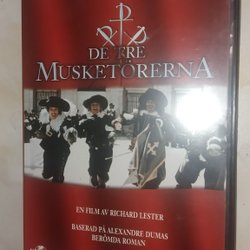 DE TRE
MUSKETÖRERNA
EN FILM AV RICHARD LESTER
BASERAD PÅ ALEXANDRE DUMAS
BERÖMDA ROMAN